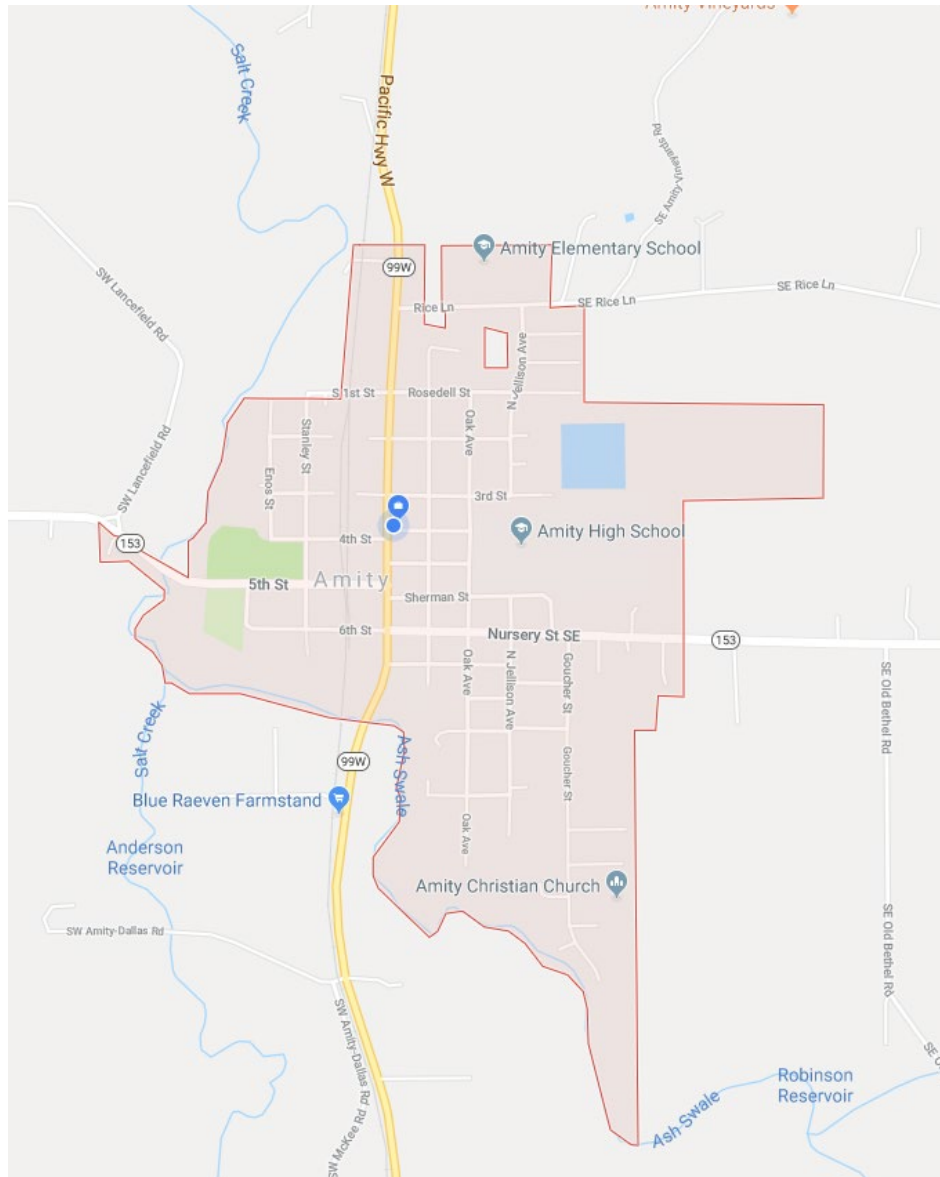 Amity Vineyards
Salt Creek
Pacific Hwy W
SE Amity Vineyards Rd
Amity Elementary School
99W
SW Lancefield Rd
SE Rice Ln
SE Rice Ln
Rice Ln
N Jellison Ave
S 1st St
Rosedell St
Oak Ave
Stanley St
SW Lancefield Rd
Enos St
3rd St
153
4th St
Amity High School
5th St
Amity
Sherman St
6th St
Nursery St SE
153
Oak Ave
N Jellison Ave
Goucher St
SE Old Bethel Rd
Salt Creek
99W
Ash Swale
Goucher St
Blue Raeven Farmstand
Oak Ave
Anderson
Reservoir
Amity Christian Church
SW Amity-Dallas Rd
SE Old Bethel Rd
SW Amity-Dallas Rd
SE O
Robinson
Reservoir
Ash Swale
SW McKee Rd